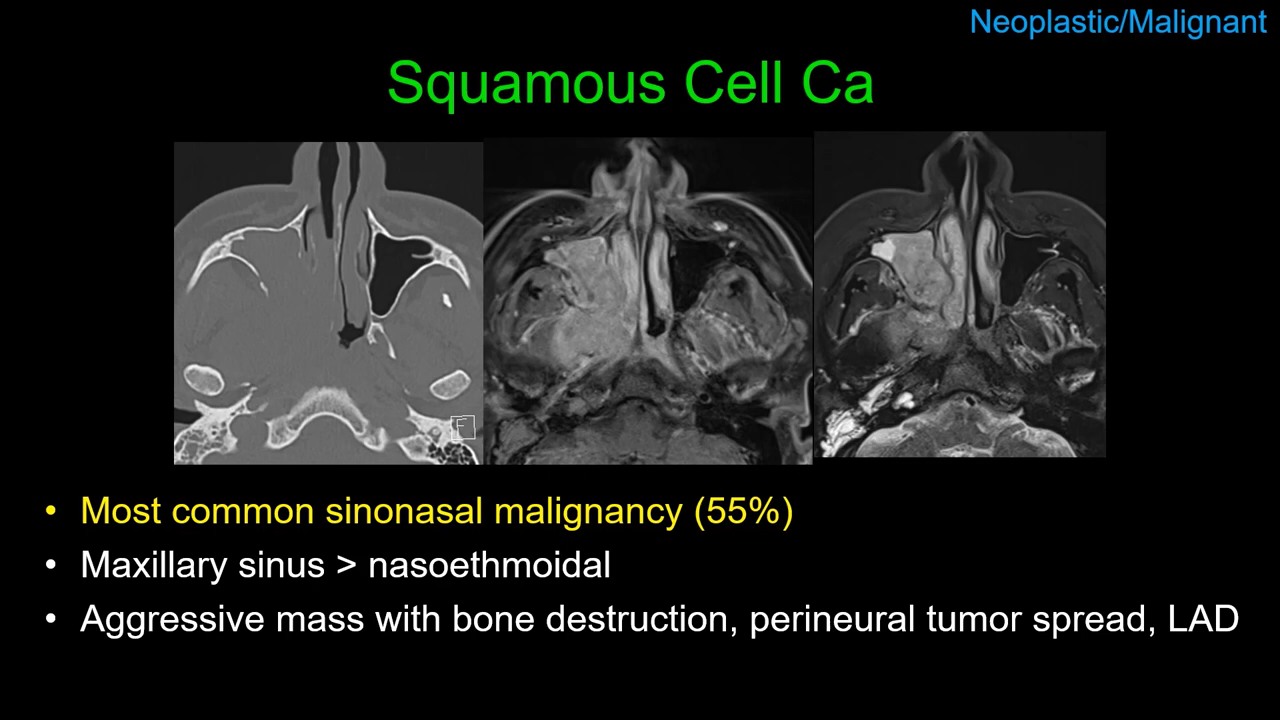 Neoplastic/Malignant
Squamous Cell Ca
F
• Most common sinonasal malignancy (55%)
• Maxillary sinus > nasoethmoidal
• Aggressive mass with bone destruction, perineural tumor spread, LAD